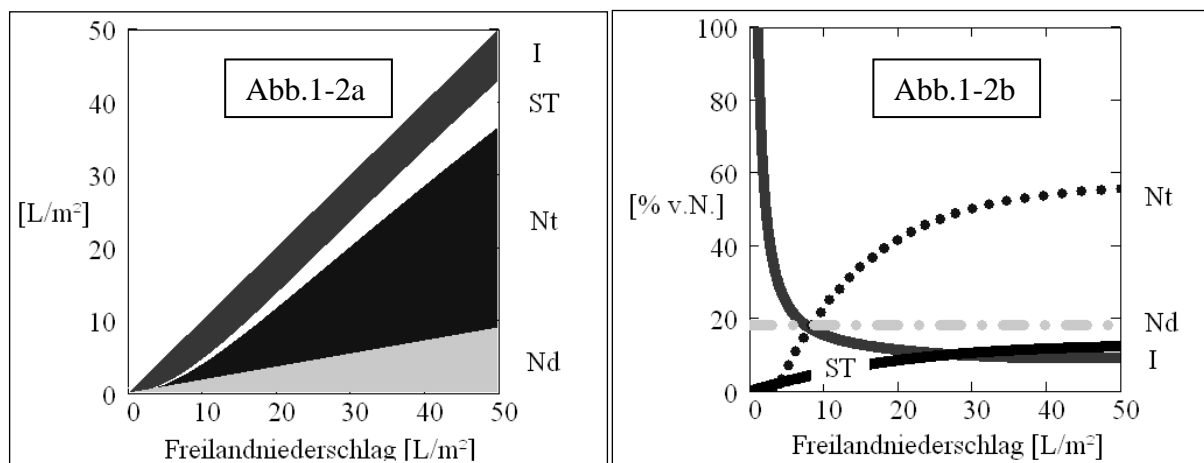 50
40
30
20
10
0
[L/m²]
Abb.1-2a
I
ST
Nt
Nd
0 10 20 30 40 50
Freilandniederschlag [L/m²]
100
80
60
40
20
0
[% v.N.]
Abb.1-2b
Nt
Nd
I
ST
0 10 20 30 40 50
Freilandniederschlag [L/m²]